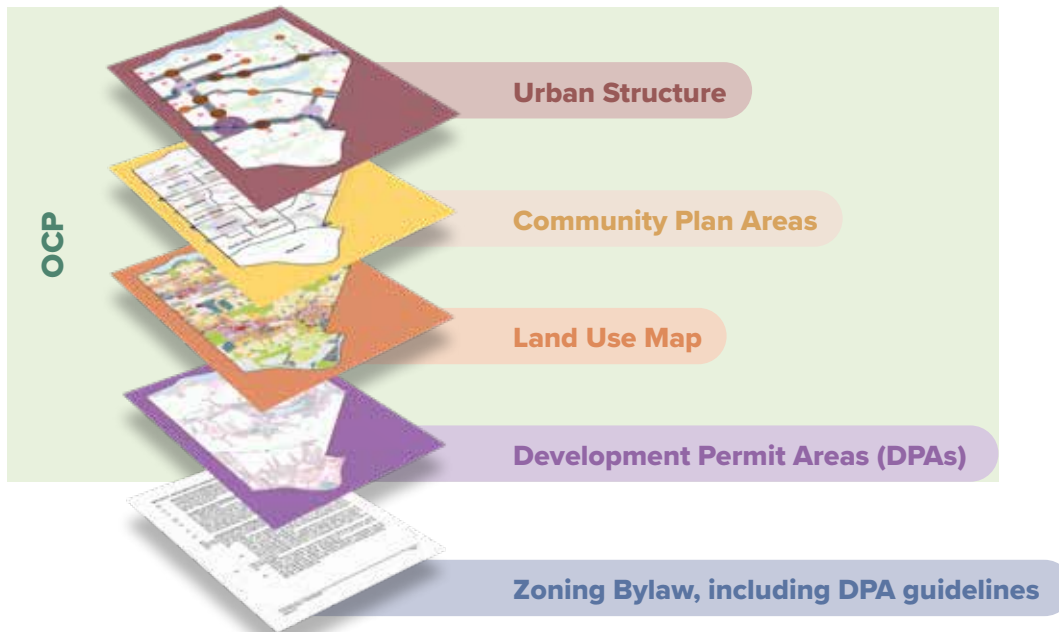 Urban Structure
Community Plan Areas
OCP
Land Use Map
Development Permit Areas (DPAs)
Zoning Bylaw, including DPA guidelines